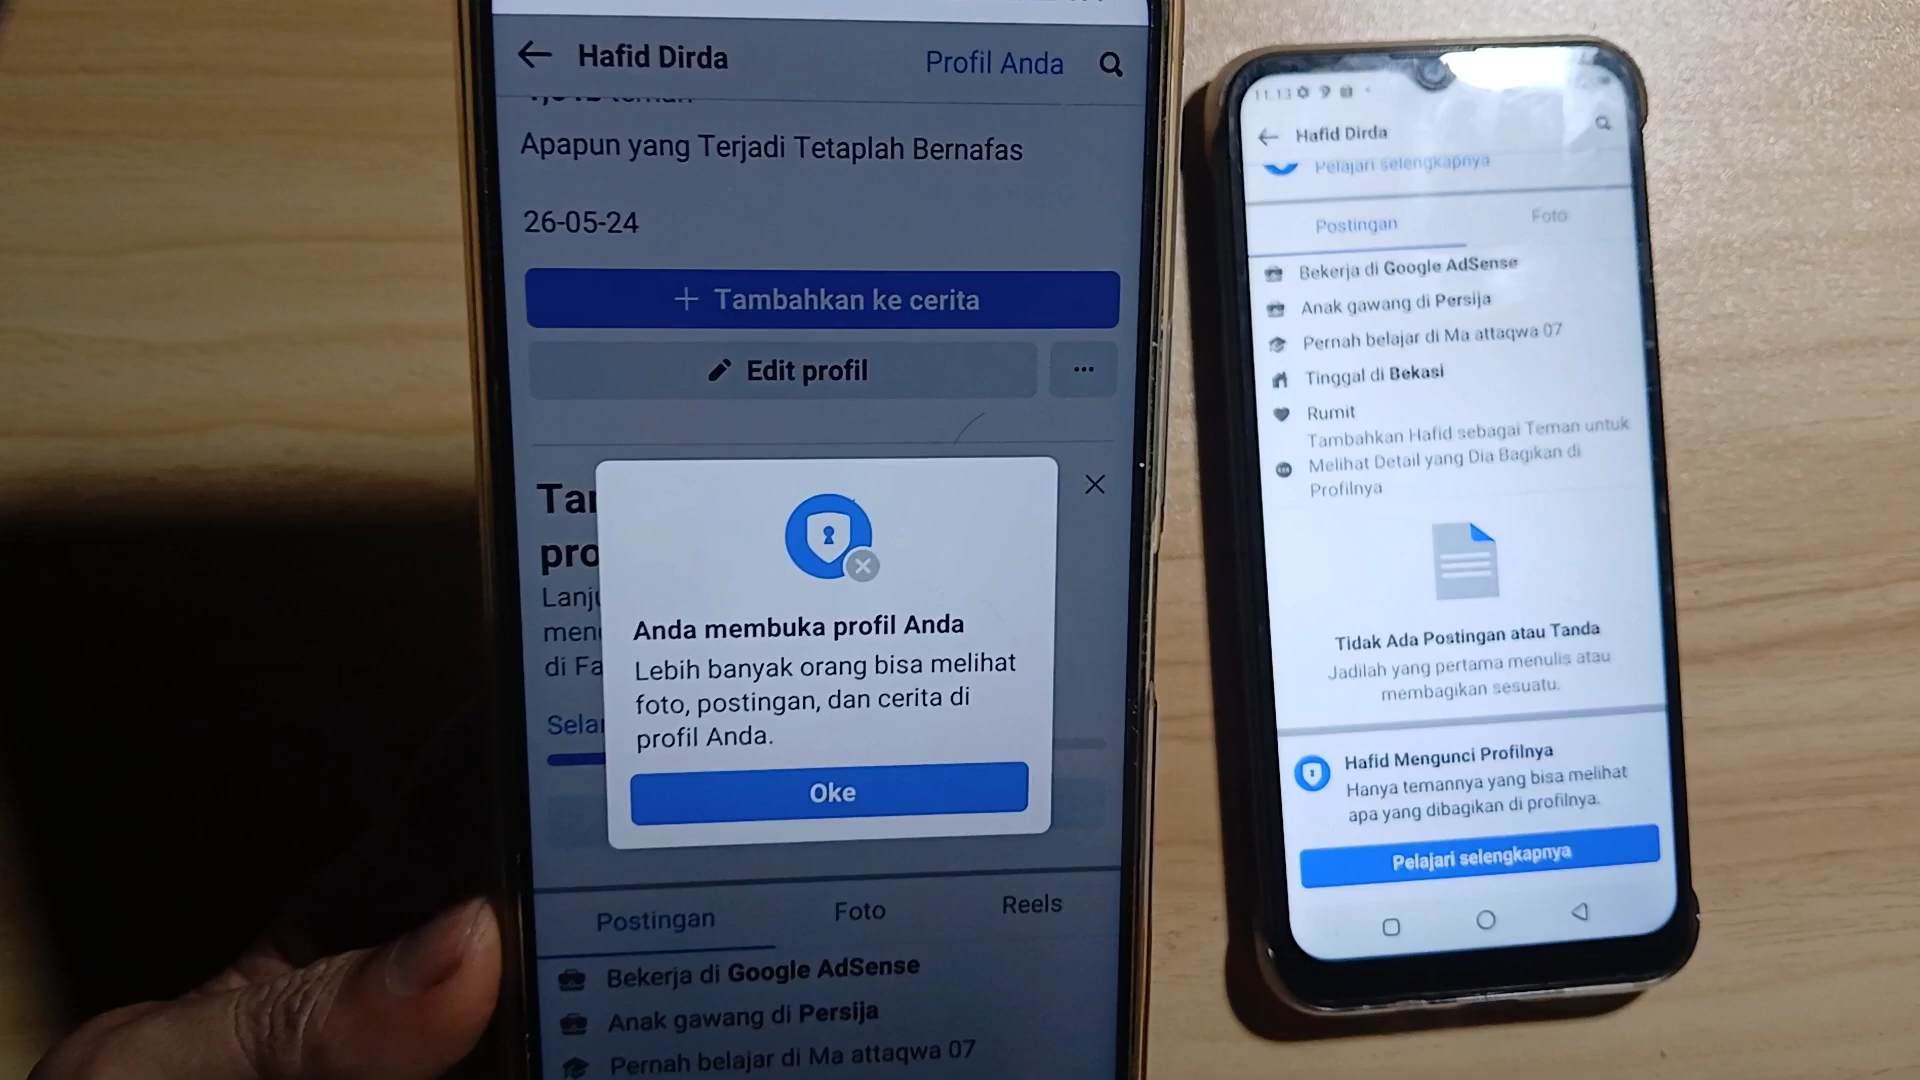 Hafid Dirda
Profil Anda
Apapun yang Terjadi Tetaplah Bernafas
26-05-24
+ Tambahkan ke cerita
Edit profil
Anda membuka profil Anda
Lebih banyak orang bisa melihat
foto, postingan, dan cerita di
profil Anda.
Oke
Postingan
Foto
Reels
Bekerja di Google AdSense
Anak gawang di Persija
Pernah belajar di Ma attaqwa 07
11.13
Hafid Dirda
Pelajari selengkapnya
Postingan
Foto
Bekerja di Google AdSense
Anak gawang di Persija
Pernah belajar di Ma attaqwa 07
Tinggal di Bekasi
Rumit
Tambahkan Hafid sebagai Teman untuk
Melihat Detail yang Dia Bagikan di
Profilnya
Tidak Ada Postingan atau Tanda
Jadilah yang pertama menulis atau
membagikan sesuatu.
Hafid Mengunci Profilnya
Hanya temannya yang bisa melihat
apa yang dibagikan di profilnya.
Pelajari selengkapnya